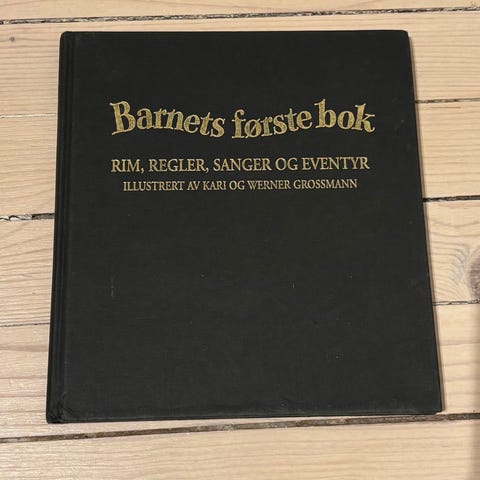 Barnets første bok
RIM, REGLER, SANGER OG EVENTYR
ILLUSTRERT AV KARI OG WERNER GROSSMANN